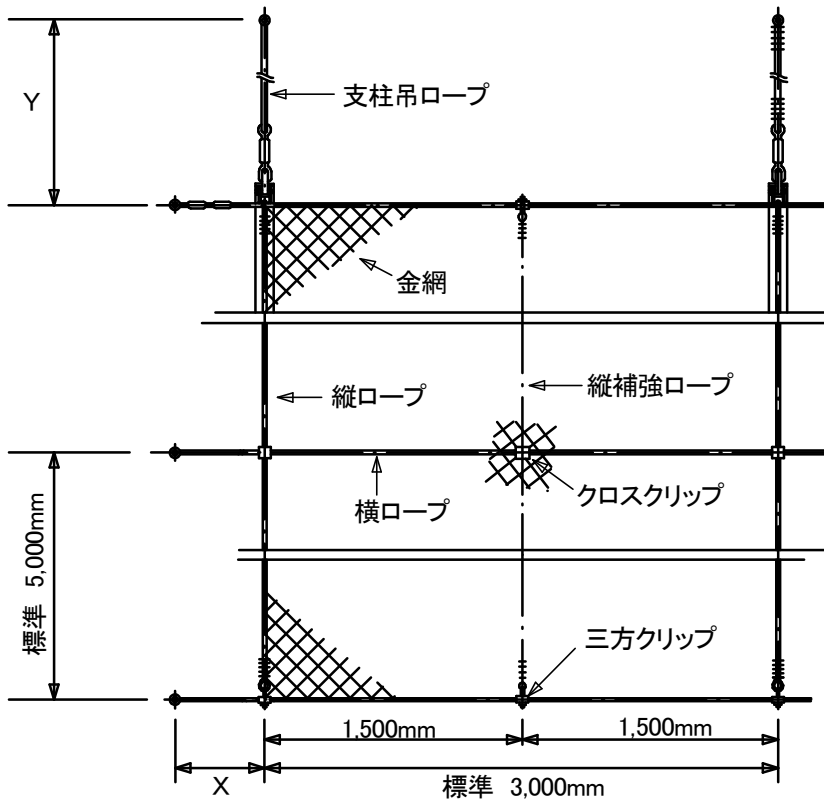 Y
支柱吊ロープ
金網
縦ロープ
縦補強ロープ
横ロープ
クロスクリップ
標準 5,000mm
三方クリップ
1,500mm
1,500mm
X
標準 3,000mm